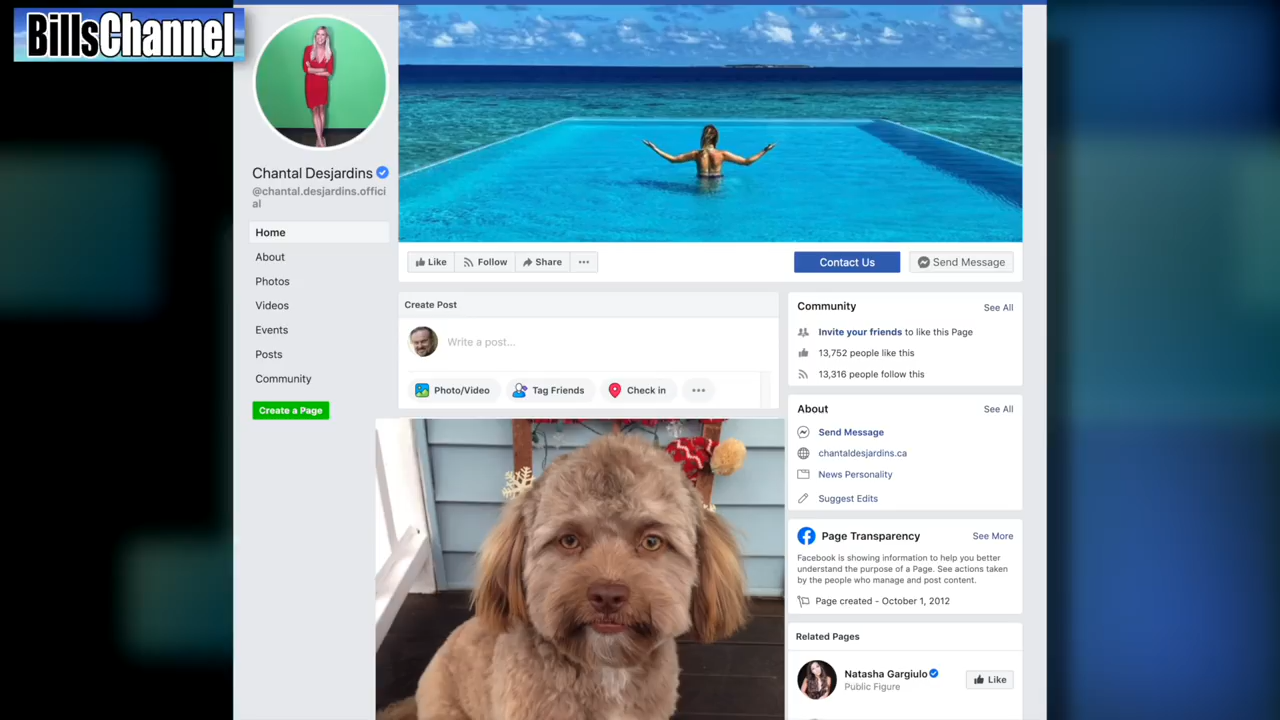 BillsChannel
Chantal Desjardins
@chantal.desjardins.offici
al
Home
About
Photos
Videos
Events
Posts
Community
Create a Page
Like
Follow
Share
Contact Us
Send Message
Create Post
Write a post...
Photo/Video
Tag Friends
Check in
Community
See All
Invite your friends to like this Page
13,752 people like this
13,316 people follow this
About
See All
Send Message
chantaldesjardins.ca
News Personality
Suggest Edits
Page Transparency
See More
Facebook is showing information to help you better
understand the purpose of a Page. See actions taken
by the people who manage and post content.
Page created - October 1, 2012
Related Pages
Natasha Gargiulo
Public Figure
Like